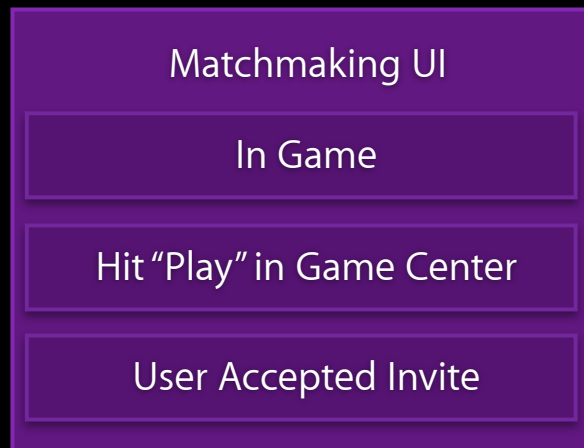 Matchmaking UI
In Game
Hit “Play” in Game Center
User Accepted Invite